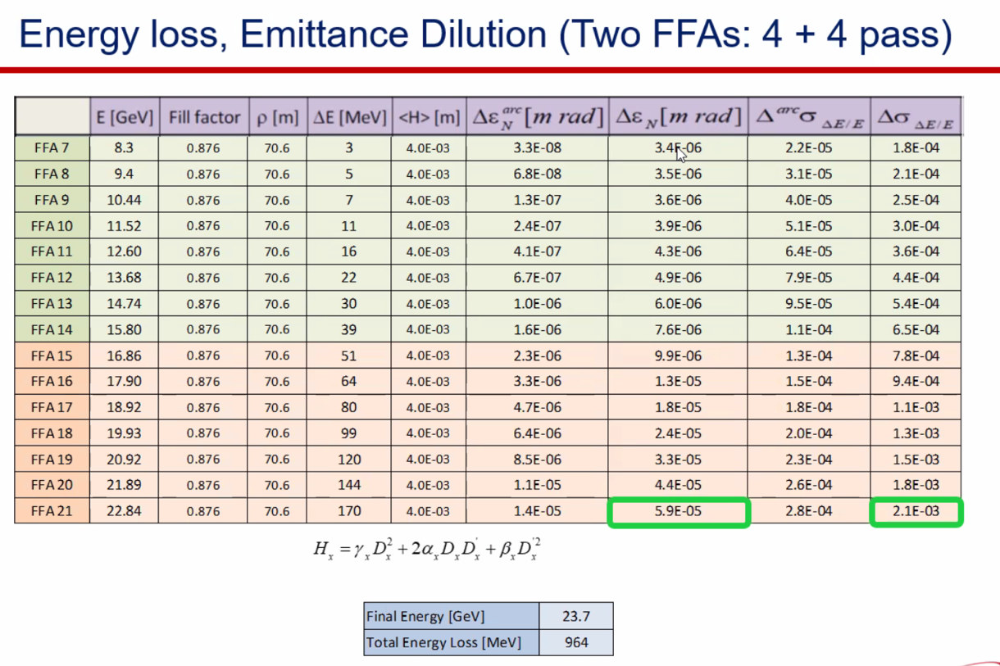 Energy loss, Emittance Dilution (Two FFAs: 4 + 4 pass)
E [GeV] Fill factor ρ [m] ΔE [MeV] <H> [m] Δε_N^arc [m rad] Δε_N [m rad] Δ^arc σ_ΔE/E Δσ_ΔE/E
FFA 7 8.3 0.876 70.6 3 4.0E-03 3.3E-08 3.4E-06 2.2E-05 1.8E-04
FFA 8 9.4 0.876 70.6 5 4.0E-03 6.8E-08 3.5E-06 3.1E-05 2.1E-04
FFA 9 10.44 0.876 70.6 7 4.0E-03 1.3E-07 3.6E-06 4.0E-05 2.5E-04
FFA 10 11.52 0.876 70.6 11 4.0E-03 2.4E-07 3.9E-06 5.1E-05 3.0E-04
FFA 11 12.60 0.876 70.6 16 4.0E-03 4.1E-07 4.3E-06 6.4E-05 3.6E-04
FFA 12 13.68 0.876 70.6 22 4.0E-03 6.7E-07 4.9E-06 7.9E-05 4.4E-04
FFA 13 14.74 0.876 70.6 30 4.0E-03 1.0E-06 6.0E-06 9.5E-05 5.4E-04
FFA 14 15.80 0.876 70.6 39 4.0E-03 1.6E-06 7.6E-06 1.1E-04 6.5E-04
FFA 15 16.86 0.876 70.6 51 4.0E-03 2.3E-06 9.9E-06 1.3E-04 7.8E-04
FFA 16 17.90 0.876 70.6 64 4.0E-03 3.3E-06 1.3E-05 1.5E-04 9.4E-04
FFA 17 18.92 0.876 70.6 80 4.0E-03 4.7E-06 1.8E-05 1.8E-04 1.1E-03
FFA 18 19.93 0.876 70.6 99 4.0E-03 6.4E-06 2.4E-05 2.0E-04 1.3E-03
FFA 19 20.92 0.876 70.6 120 4.0E-03 8.5E-06 3.3E-05 2.3E-04 1.5E-03
FFA 20 21.89 0.876 70.6 144 4.0E-03 1.1E-05 4.4E-05 2.6E-04 1.8E-03
FFA 21 22.84 0.876 70.6 170 4.0E-03 1.4E-05 5.9E-05 2.8E-04 2.1E-03
H_x = γ_x D_x^2 + 2α_x D_x D_x' + β_x D_x'^2
Final Energy [GeV] 23.7
Total Energy Loss [MeV] 964